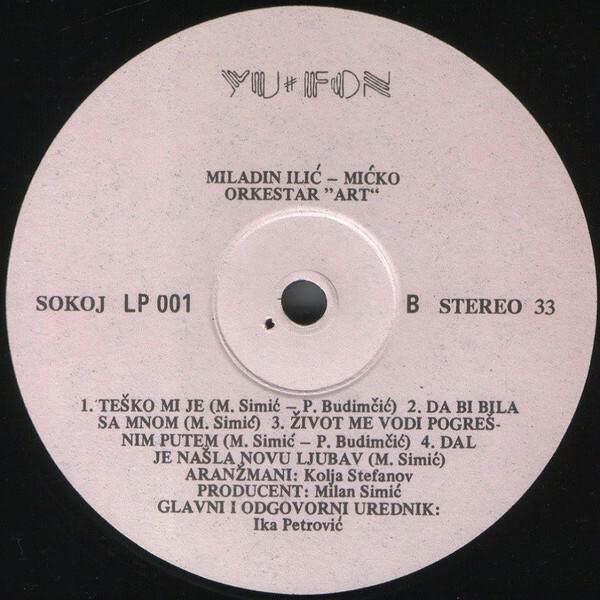 YU#FON
MILADIN ILIĆ – MIĆKO
ORKESTAR "ART“
SOKOJ LP 001 B STEREO 33
1. TEŠKO MI JE (M. Simić – P. Budimčić) 2. DA BI BILA
SA MNOM (M. Simić) 3. ŽIVOT ME VODI POGREŠ-
NIM PUTEM (M. Simić – P. Budimčić) 4. DAL
JE NAŠLA NOVU LJUBAV (M. Simić)
ARANŽMANI: Kolja Stefanov
PRODUCENT: Milan Simić
GLAVNI I ODGOVORNI UREDNIK:
Ika Petrović